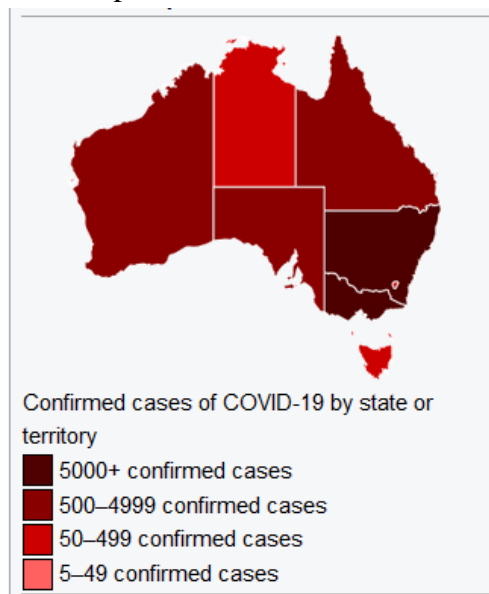 Confirmed cases of COVID-19 by state or
territory
5000+ confirmed cases
500–4999 confirmed cases
50–499 confirmed cases
5–49 confirmed cases